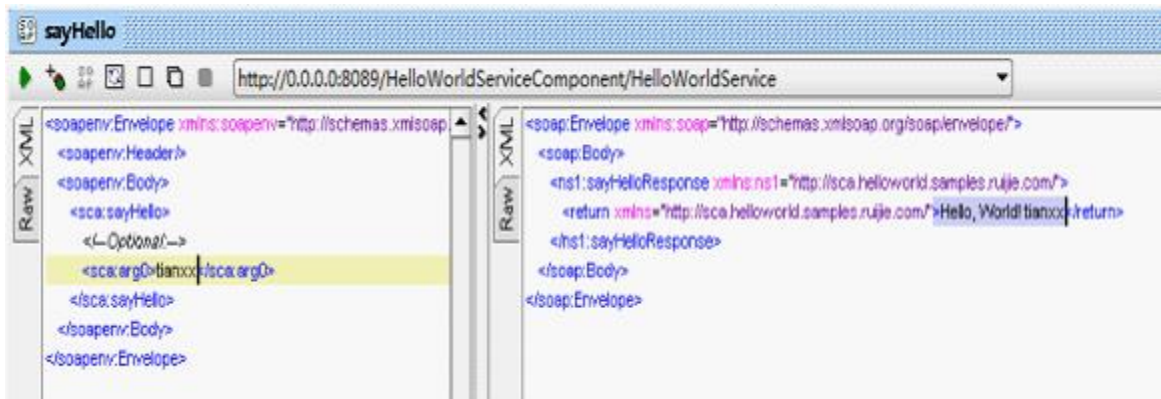 sayHello
http://0.0.0.0:8089/HelloWorldServiceComponent/HelloWorldService
XML
Raw
<soapenv:Envelope xmlns:soapenv="http://schemas.xmlsoap.
<soapenv:Header/>
<soapenv:Body>
<sca:sayHello>
<!--Optional:-->
<sca:arg0>tianxx</sca:arg0>
</sca:sayHello>
</soapenv:Body>
</soapenv:Envelope>
XML
Raw
<soap:Envelope xmlns:soap="http://schemas.xmlsoap.org/soap/envelope/">
<soap:Body>
<ns1:sayHelloResponse xmlns:ns1="http://sca.helloworld.samples.ruijie.com/">
<return xmlns="http://sca.helloworld.samples.ruijie.com/">Hello, World! tianxx</return>
</ns1:sayHelloResponse>
</soap:Body>
</soap:Envelope>